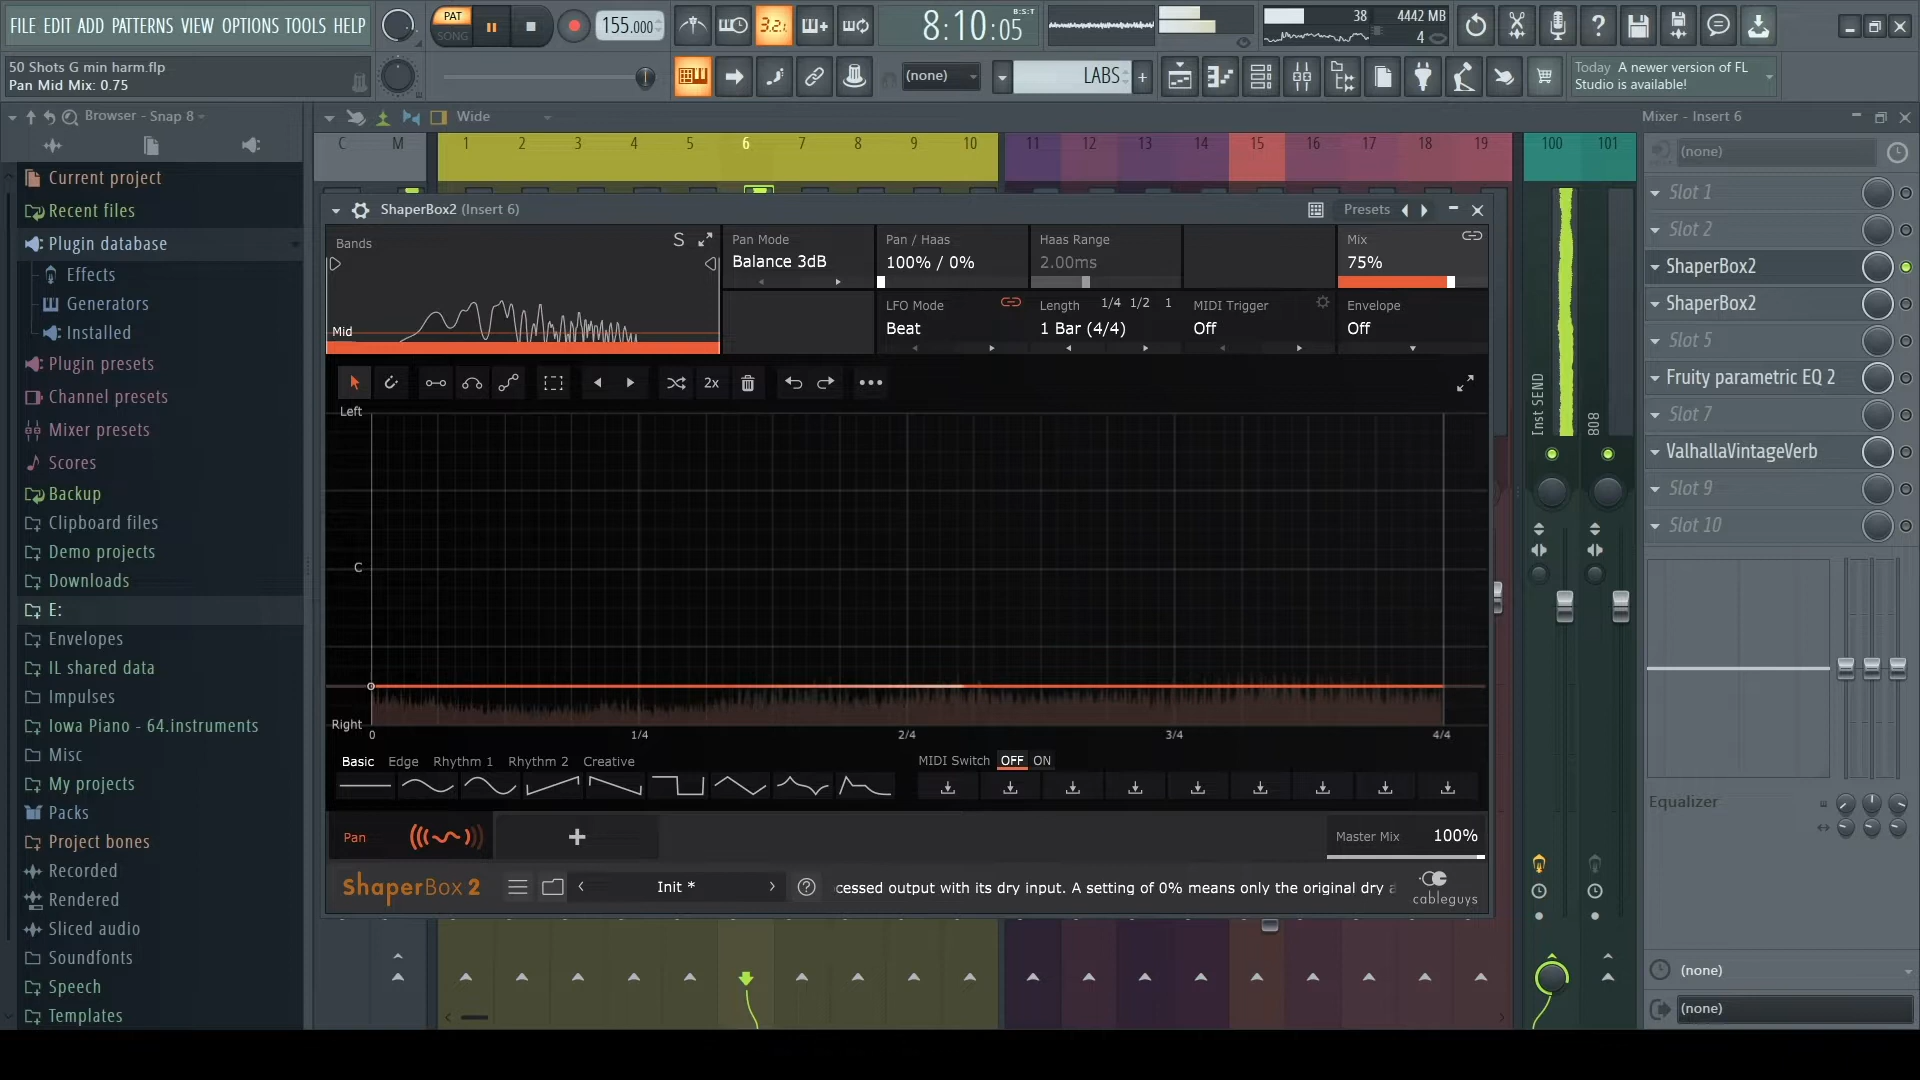 FILE EDIT ADD PATTERNS VIEW OPTIONS TOOLS HELP
PAT
SONG
155.000
3.2.
8:10:05
B:S:T
38
4442 MB
4
50 Shots G min harm.flp
Pan Mid Mix: 0.75
(none)
LABS
Today A newer version of FL
Studio is available!
Browser - Snap 8
Wide
Mixer - Insert 6
C M 1 2 3 4 5 6 7 8 9 10 11 12 13 14 15 16 17 18 19 100 101
(none)
Current project
Recent files
Plugin database
Effects
Generators
Installed
Plugin presets
Channel presets
Mixer presets
Scores
Backup
Clipboard files
Demo projects
Downloads
E:
Envelopes
IL shared data
Impulses
Iowa Piano - 64.instruments
Misc
My projects
Packs
Project bones
Recorded
Rendered
Sliced audio
Soundfonts
Speech
Templates
ShaperBox2 (Insert 6)
Presets
Bands
S
Mid
Pan Mode
Balance 3dB
Pan / Haas
100% / 0%
Haas Range
2.00ms
Mix
75%
LFO Mode
Beat
Length 1/4 1/2 1
1 Bar (4/4)
MIDI Trigger
Off
Envelope
Off
2x
Left
C
Right
0 1/4 2/4 3/4 4/4
Basic Edge Rhythm 1 Rhythm 2 Creative
MIDI Switch OFF ON
Pan
+
Master Mix 100%
ShaperBox 2
Init *
cessed output with its dry input. A setting of 0% means only the original dry a
cableguys
Inst SEND
808
Slot 1
Slot 2
ShaperBox2
ShaperBox2
Slot 5
Fruity parametric EQ 2
Slot 7
ValhallaVintageVerb
Slot 9
Slot 10
Equalizer
(none)
(none)